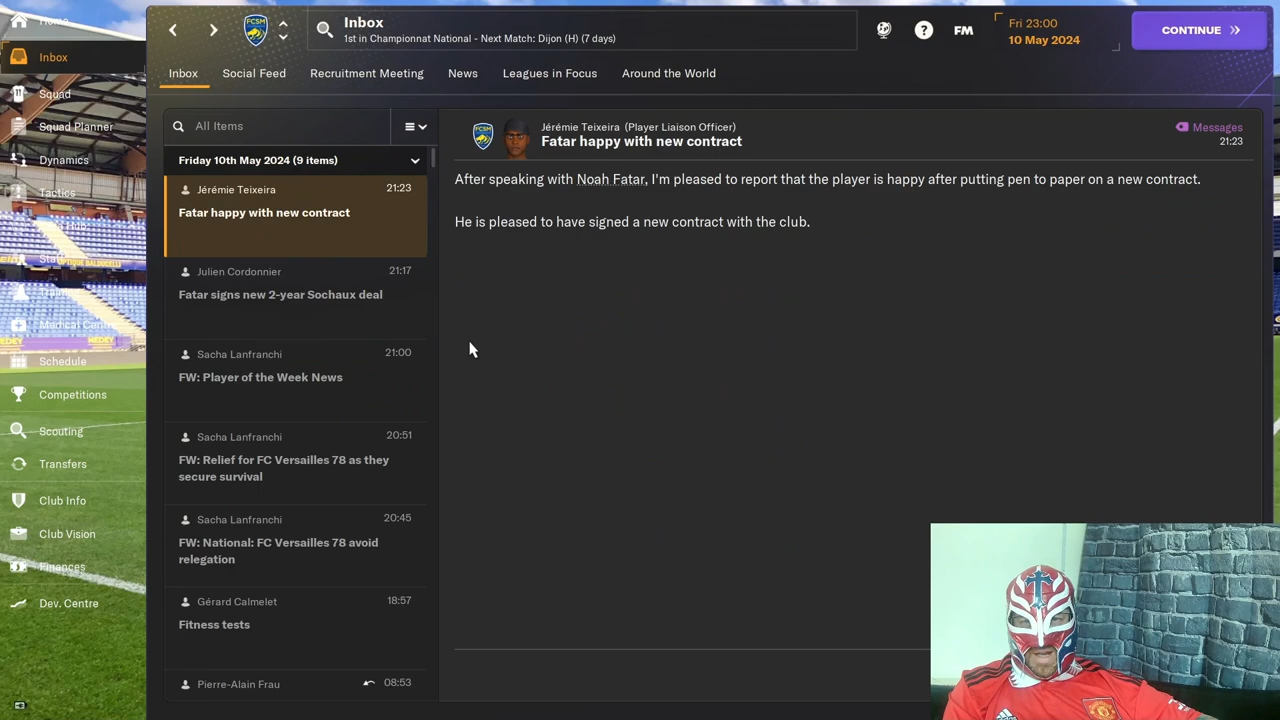 Home
Inbox
1st in Championnat National - Next Match: Dijon (H) (7 days)
FM
Fri 23:00
10 May 2024
CONTINUE
Inbox
Squad
Squad Planner
Dynamics
Tactics
Schedule
Competitions
Scouting
Transfers
Club Info
Club Vision
Finances
Dev. Centre
Inbox
Social Feed
Recruitment Meeting
News
Leagues in Focus
Around the World
All Items
Friday 10th May 2024 (9 items)
Jérémie Teixeira 21:23
Fatar happy with new contract
Julien Cordonnier 21:17
Fatar signs new 2-year Sochaux deal
Sacha Lanfranchi 21:00
FW: Player of the Week News
Sacha Lanfranchi 20:51
FW: Relief for FC Versailles 78 as they
secure survival
Sacha Lanfranchi 20:45
FW: National: FC Versailles 78 avoid
relegation
Gérard Calmelet 18:57
Fitness tests
Pierre-Alain Frau 08:53
FCSM
Jérémie Teixeira (Player Liaison Officer)
Fatar happy with new contract
Messages
21:23
After speaking with Noah Fatar, I'm pleased to report that the player is happy after putting pen to paper on a new contract.
He is pleased to have signed a new contract with the club.